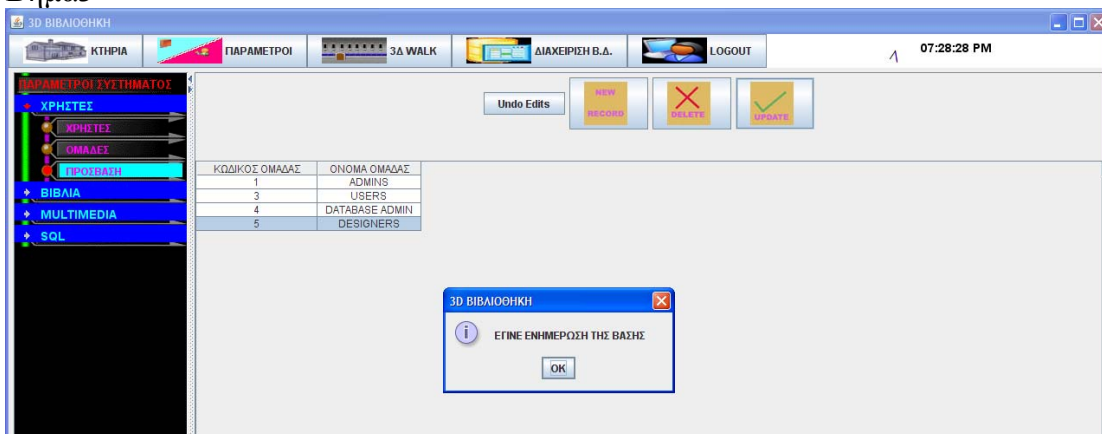 Βήμα5
3D ΒΙΒΛΙΟΘΗΚΗ
ΚΤΗΡΙΑ ΠΑΡΑΜΕΤΡΟΙ 3Δ WALK ΔΙΑΧΕΙΡΙΣΗ Β.Δ. LOGOUT 07:28:28 PM
ΠΑΡΑΜΕΤΡΟΙ ΣΥΣΤΗΜΑΤΟΣ
ΧΡΗΣΤΕΣ
ΧΡΗΣΤΕΣ
ΟΜΑΔΕΣ
ΠΡΟΣΒΑΣΗ
ΒΙΒΛΙΑ
MULTIMEDIA
SQL
Undo Edits
NEW
RECORD
DELETE
UPDATE
ΚΩΔΙΚΟΣ ΟΜΑΔΑΣ ΟΝΟΜΑ ΟΜΑΔΑΣ
1 ADMINS
3 USERS
4 DATABASE ADMIN
5 DESIGNERS
3D ΒΙΒΛΙΟΘΗΚΗ
ΕΓΙΝΕ ΕΝΗΜΕΡΩΣΗ ΤΗΣ ΒΑΣΗΣ
OK